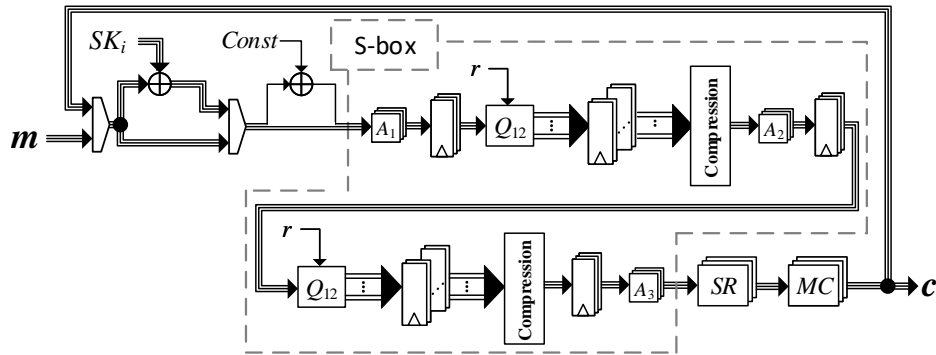 SKᵢ
Const
S-box
r
m
A₁
Q₁₂
Compression
A₂
r
Q₁₂
Compression
A₃
SR
MC
c